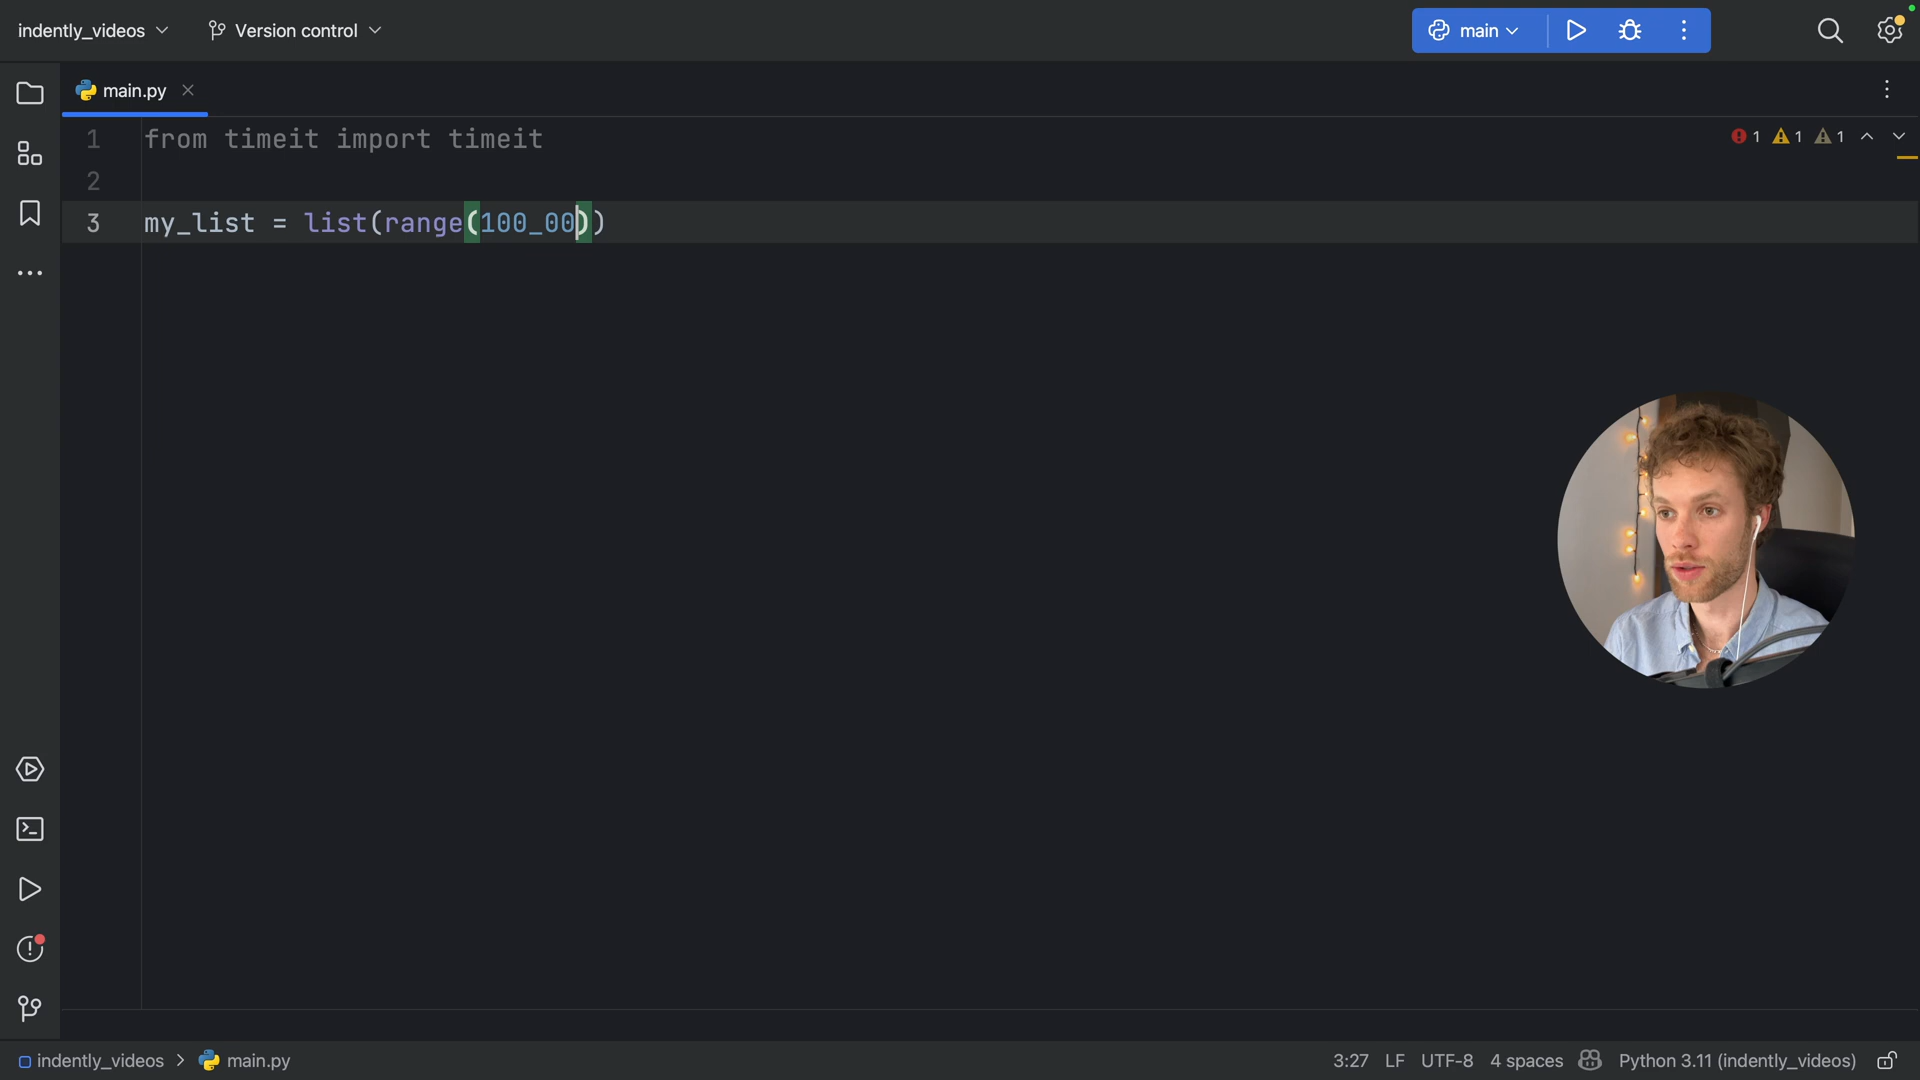 indently_videos
Version control
main
main.py
1 from timeit import timeit
1 1 1
2
3 my_list = list(range(100_00))
indently_videos > main.py
3:27 LF UTF-8 4 spaces Python 3.11 (indently_videos)